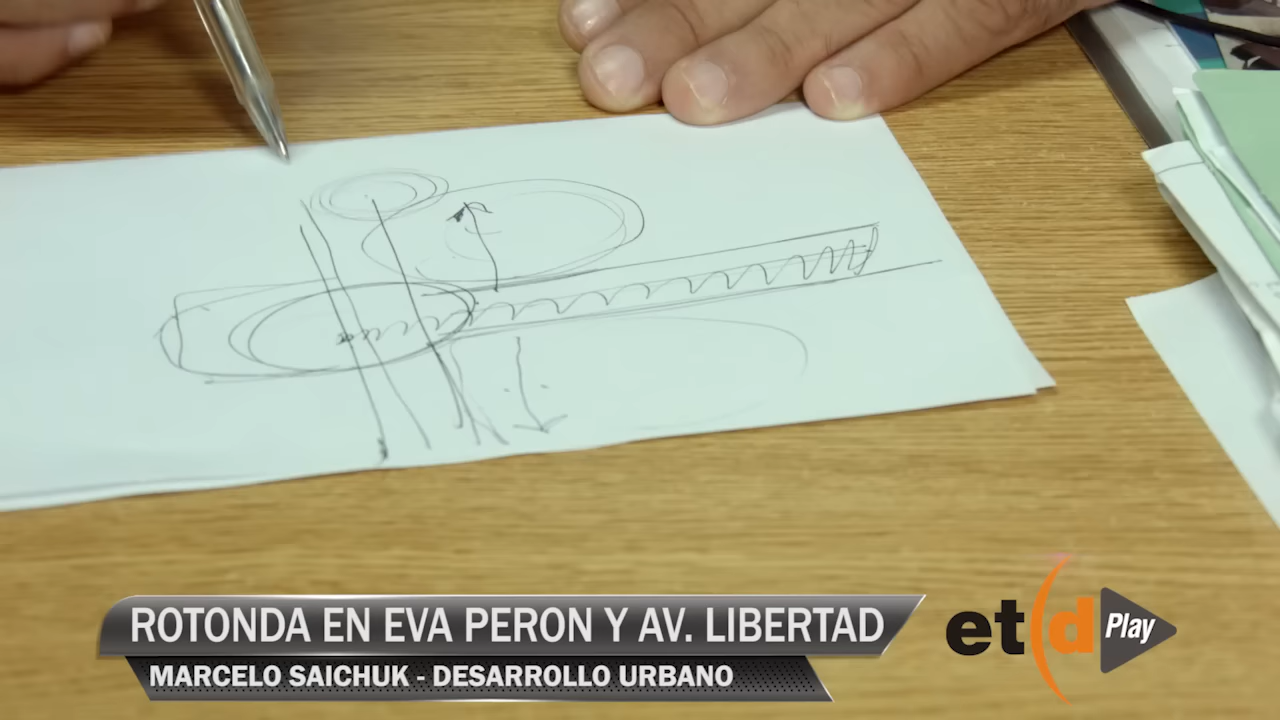 ROTONDA EN EVA PERON Y AV. LIBERTAD
MARCELO SAICHUK - DESARROLLO URBANO
etd Play